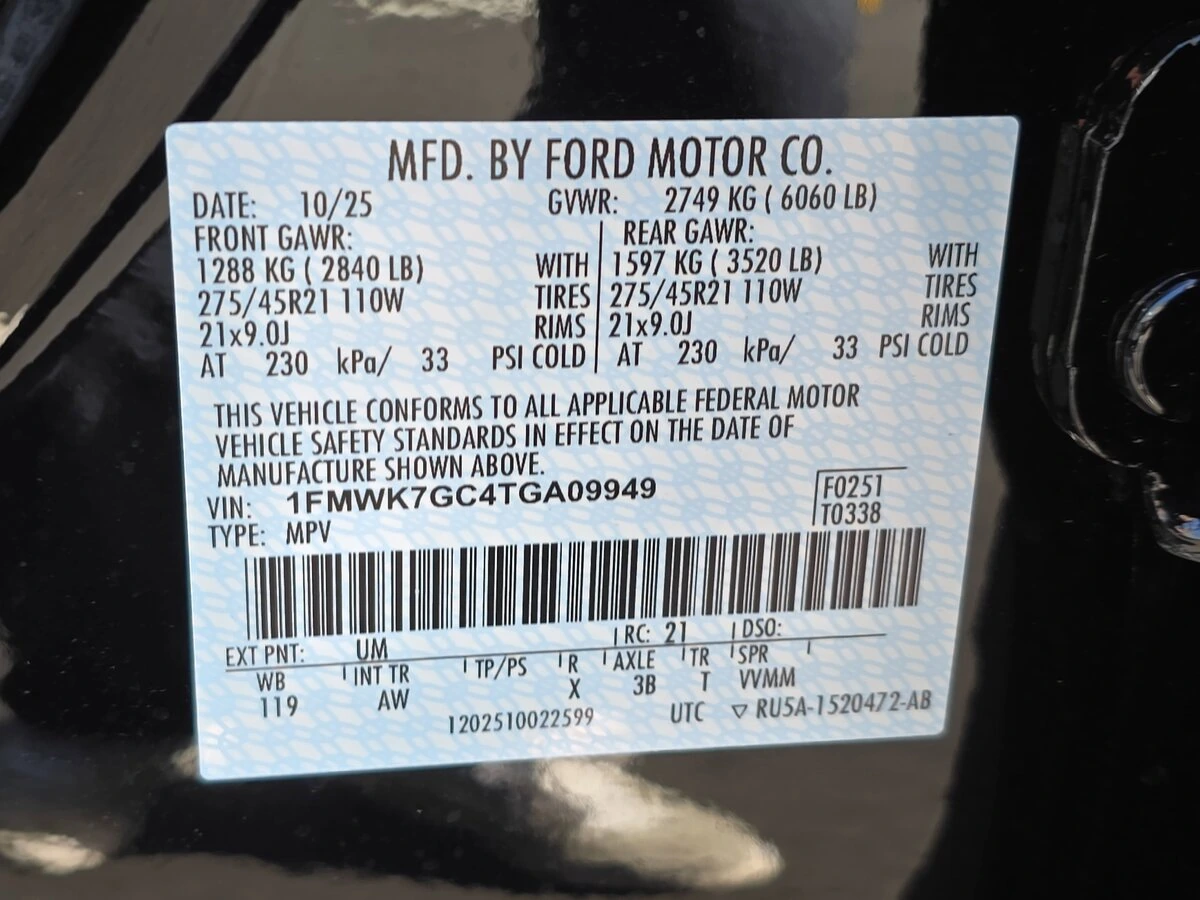 MFD. BY FORD MOTOR CO.
DATE: 10/25 GVWR: 2749 KG ( 6060 LB)
FRONT GAWR: REAR GAWR:
1288 KG ( 2840 LB) WITH 1597 KG ( 3520 LB) WITH
275/45R21 110W TIRES 275/45R21 110W TIRES
21x9.0J RIMS 21x9.0J RIMS
AT 230 kPa/ 33 PSI COLD AT 230 kPa/ 33 PSI COLD
THIS VEHICLE CONFORMS TO ALL APPLICABLE FEDERAL MOTOR
VEHICLE SAFETY STANDARDS IN EFFECT ON THE DATE OF
MANUFACTURE SHOWN ABOVE.
VIN: 1FMWK7GC4TGA09949 F0251
TYPE: MPV T0338
EXT PNT: UM RC: 21 DSO:
WB INT TR TP/PS R AXLE TR SPR
119 AW X 3B T VVMM
1202510022599 UTC ▽ RU5A-1520472-AB